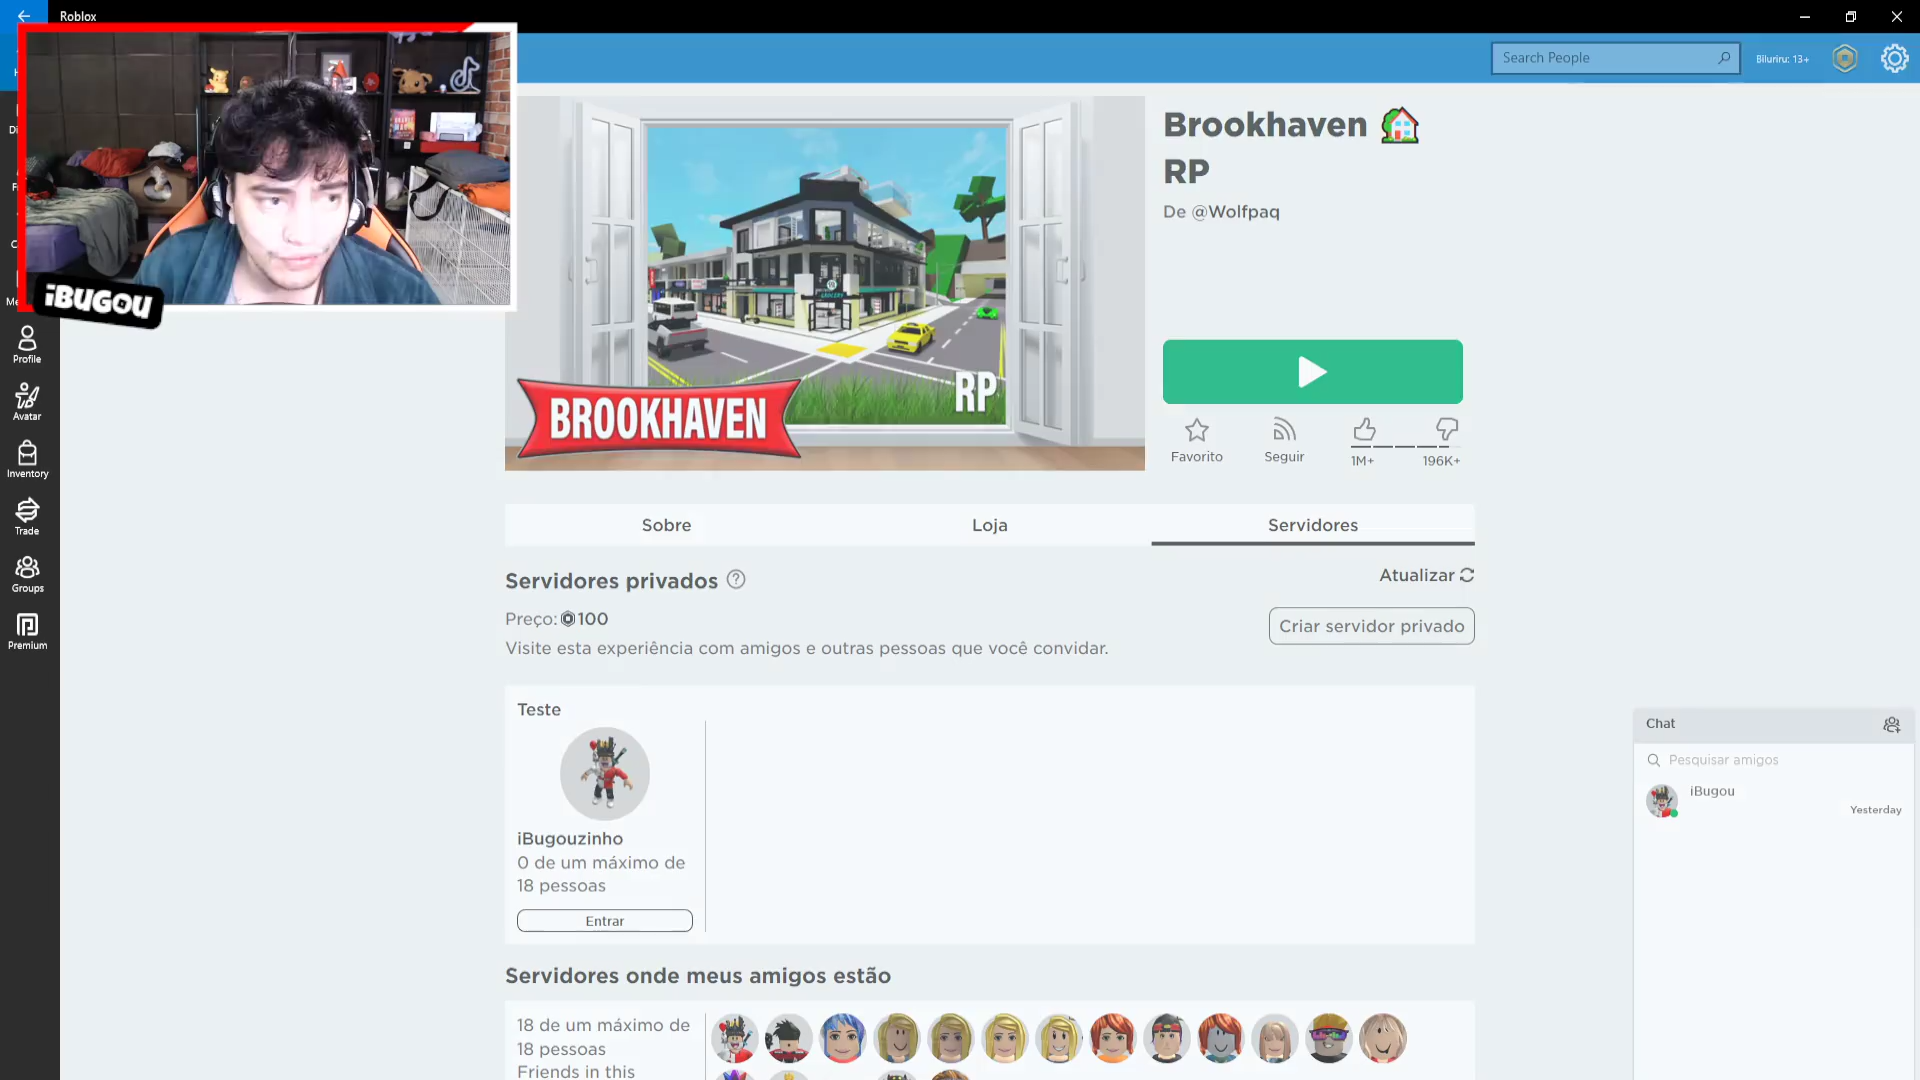 Roblox
Search People
Biluriru: 13+
iBUGOU
Profile
Avatar
Inventory
Trade
Groups
Premium
BROOKHAVEN
RP
Brookhaven
RP
De @Wolfpaq
Favorito
Seguir
1M+
196K+
Sobre
Loja
Servidores
Servidores privados
Atualizar
Preço: 100
Criar servidor privado
Visite esta experiência com amigos e outras pessoas que você convidar.
Teste
iBugouzinho
0 de um máximo de
18 pessoas
Entrar
Servidores onde meus amigos estão
18 de um máximo de
18 pessoas
Friends in this
Chat
Pesquisar amigos
iBugou
Yesterday